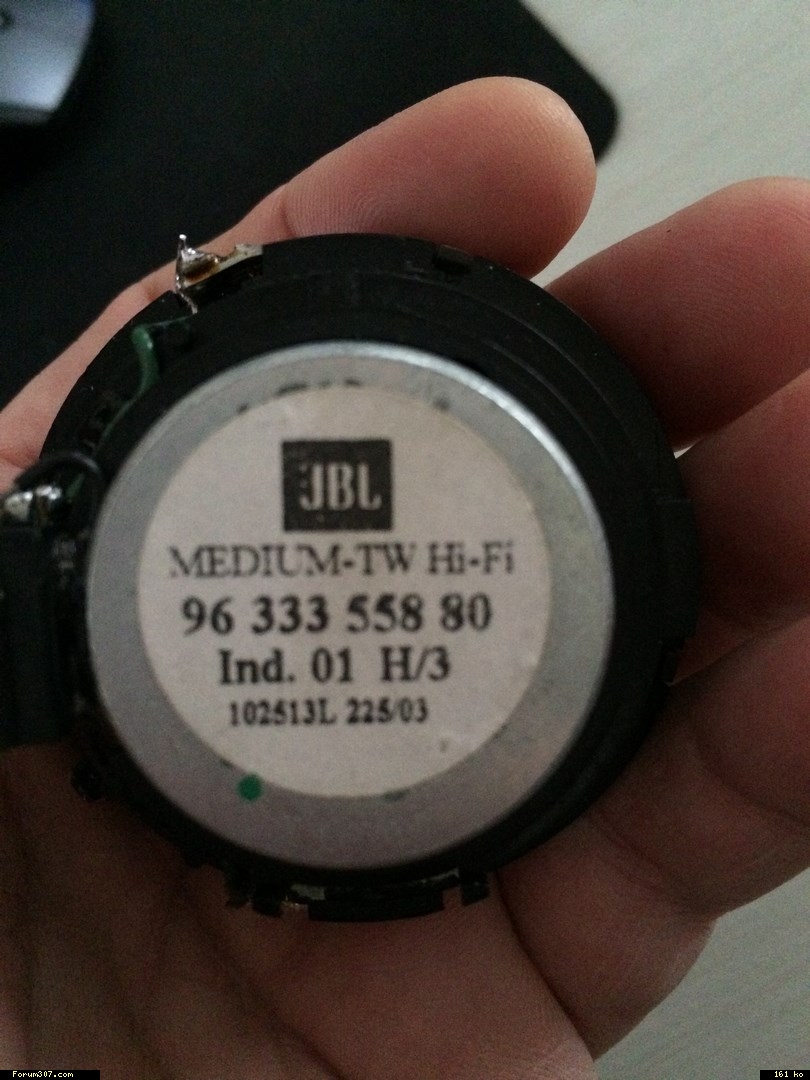 JBL
MEDIUM-TW Hi-Fi
96 333 558 80
Ind. 01 H/3
102513L 225/03
Forum307.com
161 ko